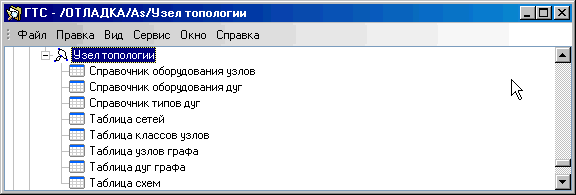 ГТС - /ОТЛАДКА/As/Узел топологии
Файл Правка Вид Сервис Окно Справка
Узел топологии
Справочник оборудования узлов
Справочник оборудования дуг
Справочник типов дуг
Таблица сетей
Таблица классов узлов
Таблица узлов графа
Таблица дуг графа
Таблица схем